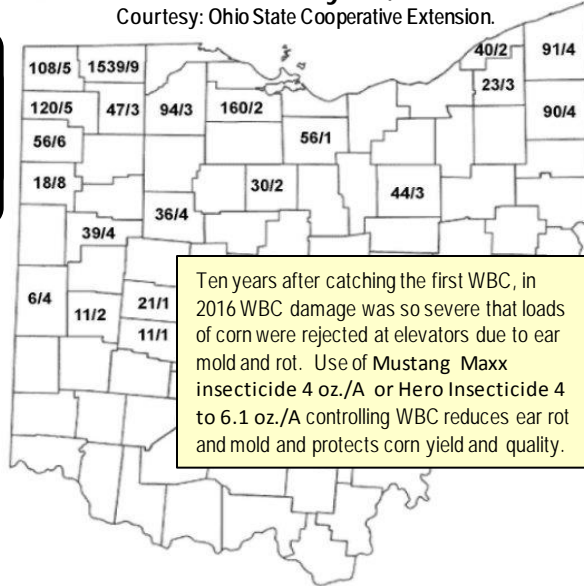 Courtesy: Ohio State Cooperative Extension.
40/2 91/4
108/5 1539/9
23/3
120/5 47/3 94/3 160/2 90/4
56/6 56/1
18/8 30/2 44/3
36/4
39/4
6/4 11/2 21/1
11/1
Ten years after catching the first WBC, in
2016 WBC damage was so severe that loads
of corn were rejected at elevators due to ear
mold and rot. Use of Mustang Maxx
insecticide 4 oz./A or Hero Insecticide 4
to 6.1 oz./A controlling WBC reduces ear rot
and mold and protects corn yield and quality.